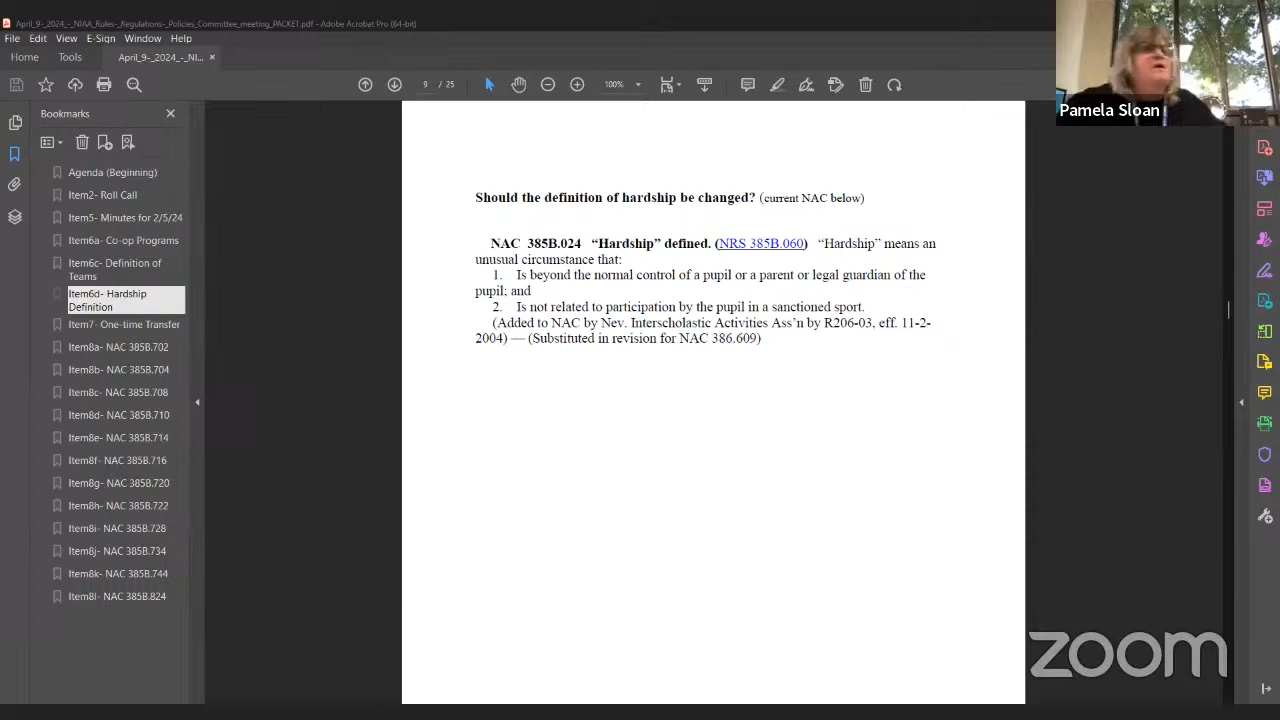 April_9-_2024_-_NIAA_Rules-_Regulations-_Policies_Committee_meeting_PACKET.pdf - Adobe Acrobat Pro (64-bit)
File Edit View E-Sign Window Help
Home Tools April_9-_2024_-_NI... ×
9 / 25 100%
Pamela Sloan
Bookmarks
Agenda (Beginning)
Item2- Roll Call
Item5- Minutes for 2/5/24
Item6a- Co-op Programs
Item6c- Definition of
Teams
Item6d- Hardship
Definition
Item7- One-time Transfer
Item8a- NAC 385B.702
Item8b- NAC 385B.704
Item8c- NAC 385B.708
Item8d- NAC 385B.710
Item8e- NAC 385B.714
Item8f- NAC 385B.716
Item8g- NAC 385B.720
Item8h- NAC 385B.722
Item8i- NAC 385B.728
Item8j- NAC 385B.734
Item8k- NAC 385B.744
Item8l- NAC 385B.824
Should the definition of hardship be changed? (current NAC below)
NAC 385B.024 “Hardship” defined. (NRS 385B.060) “Hardship” means an
unusual circumstance that:
1. Is beyond the normal control of a pupil or a parent or legal guardian of the
pupil; and
2. Is not related to participation by the pupil in a sanctioned sport.
(Added to NAC by Nev. Interscholastic Activities Ass’n by R206-03, eff. 11-2-
2004) — (Substituted in revision for NAC 386.609)
zoom